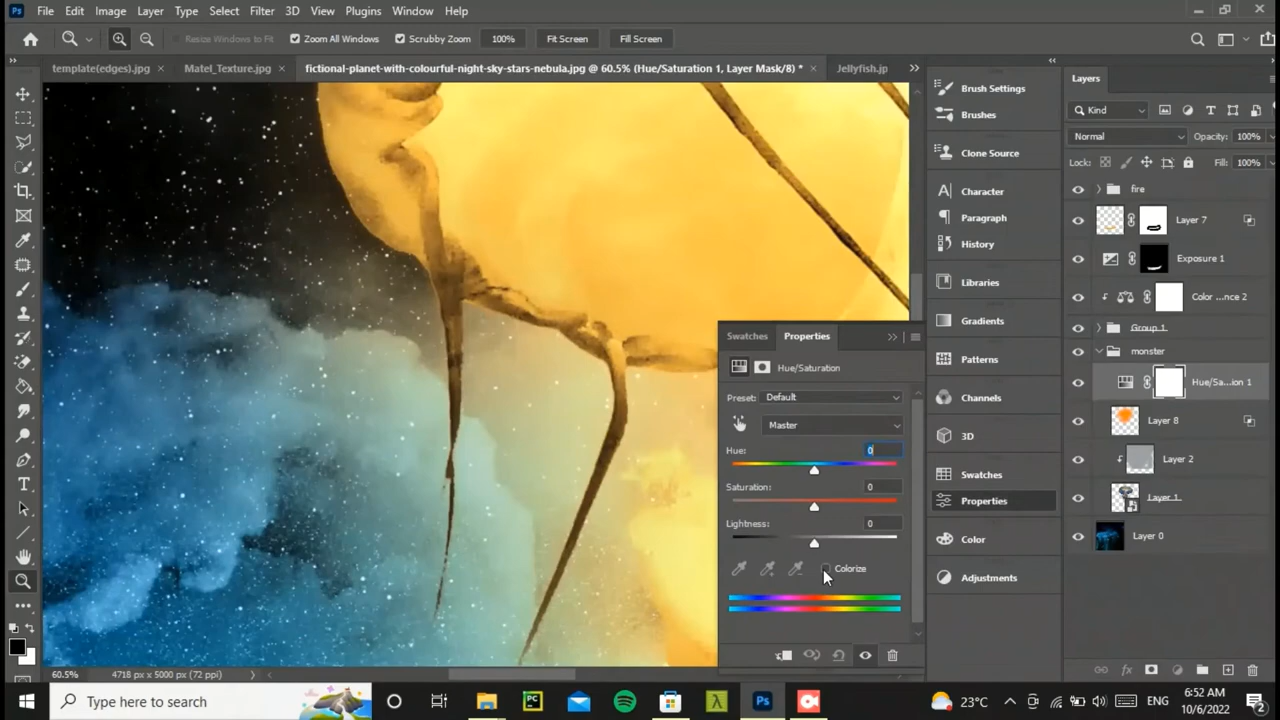 Ps File Edit Image Layer Type Select Filter 3D View Plugins Window Help
Resize Windows to Fit Zoom All Windows Scrubby Zoom 100% Fit Screen Fill Screen
template(edges).jpg × Matel_Texture.jpg × fictional-planet-with-colourful-night-sky-stars-nebula.jpg @ 60.5% (Hue/Saturation 1, Layer Mask/8) * × Jellyfish.jp
Brush Settings
Brushes
Clone Source
Character
Paragraph
History
Libraries
Gradients
Patterns
Channels
3D
Swatches
Properties
Color
Adjustments
Layers
Kind
Normal Opacity: 100%
Lock: Fill: 100%
fire
Layer 7
Exposure 1
Color ...nce 2
Group 1
monster
Hue/Sa...ion 1
Layer 8
Layer 2
Layer 1
Layer 0
Swatches Properties
Hue/Saturation
Preset: Default
Master
Hue: 0
Saturation: 0
Lightness: 0
Colorize
60.5% 4718 px x 5000 px (72 ppi)
Type here to search
PC
Ps
23°C ENG 6:52 AM
10/6/2022
2